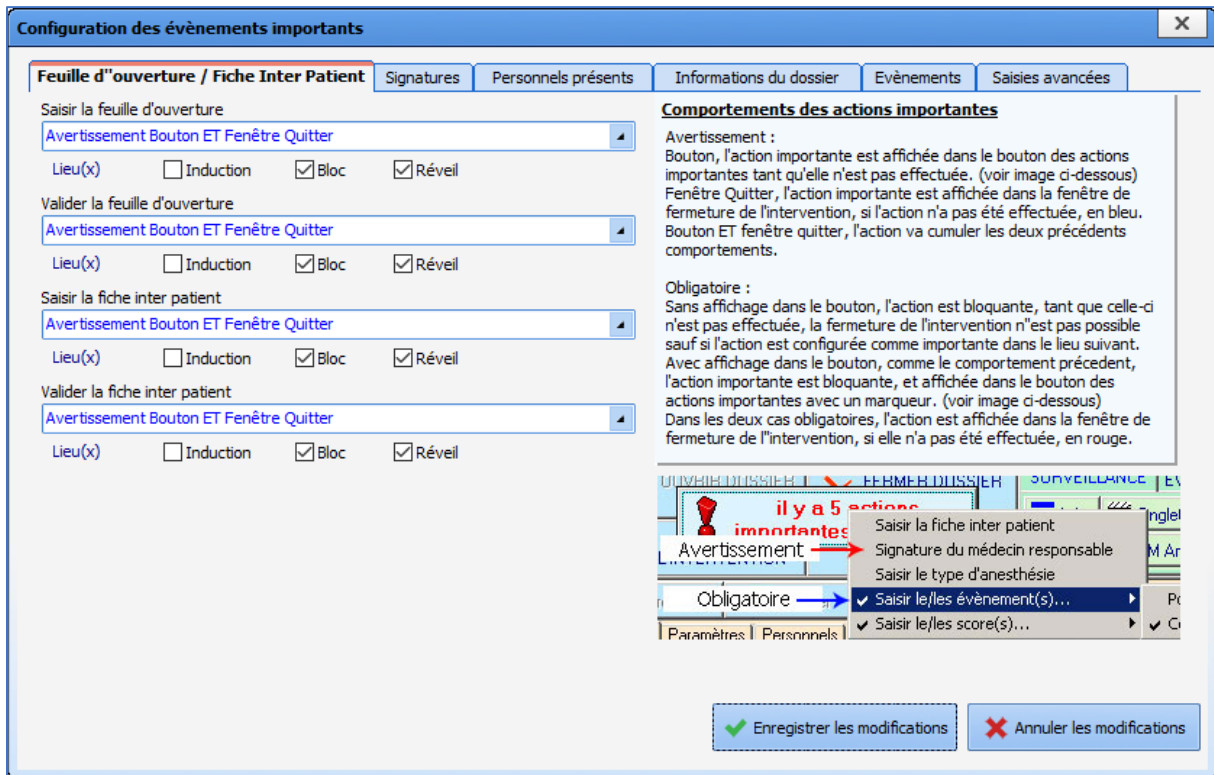 Configuration des évènements importants
Feuille d"ouverture / Fiche Inter Patient
Signatures
Personnels présents
Informations du dossier
Evènements
Saisies avancées
Saisir la feuille d'ouverture
Avertissement Bouton ET Fenêtre Quitter
Lieu(x) Induction Bloc Réveil
Valider la feuille d'ouverture
Avertissement Bouton ET Fenêtre Quitter
Lieu(x) Induction Bloc Réveil
Saisir la fiche inter patient
Avertissement Bouton ET Fenêtre Quitter
Lieu(x) Induction Bloc Réveil
Valider la fiche inter patient
Avertissement Bouton ET Fenêtre Quitter
Lieu(x) Induction Bloc Réveil
Comportements des actions importantes
Avertissement :
Bouton, l'action importante est affichée dans le bouton des actions
importantes tant qu'elle n'est pas effectuée. (voir image ci-dessous)
Fenêtre Quitter, l'action importante est affichée dans la fenêtre de
fermeture de l'intervention, si l'action n'a pas été effectuée, en bleu.
Bouton ET fenêtre quitter, l'action va cumuler les deux précédents
comportements.
Obligatoire :
Sans affichage dans le bouton, l'action est bloquante, tant que celle-ci
n'est pas effectuée, la fermeture de l'intervention n"est pas possible
sauf si l'action est configurée comme importante dans le lieu suivant.
Avec affichage dans le bouton, comme le comportement précedent,
l'action importante est bloquante, et affichée dans le bouton des
actions importantes avec un marqueur. (voir image ci-dessous)
Dans les deux cas obligatoires, l'action est affichée dans la fenêtre de
fermeture de l"intervention, si elle n'a pas été effectuée, en rouge.
OUVRIR DOSSIER
FERMER DOSSIER
SURVEILLANCE
il y a 5 actions
importantes
Saisir la fiche inter patient
Avertissement
Signature du médecin responsable
Saisir le type d'anesthésie
Obligatoire
Saisir le/les évènement(s)...
Saisir le/les score(s)...
Paramètres
Personnels
Enregistrer les modifications
Annuler les modifications